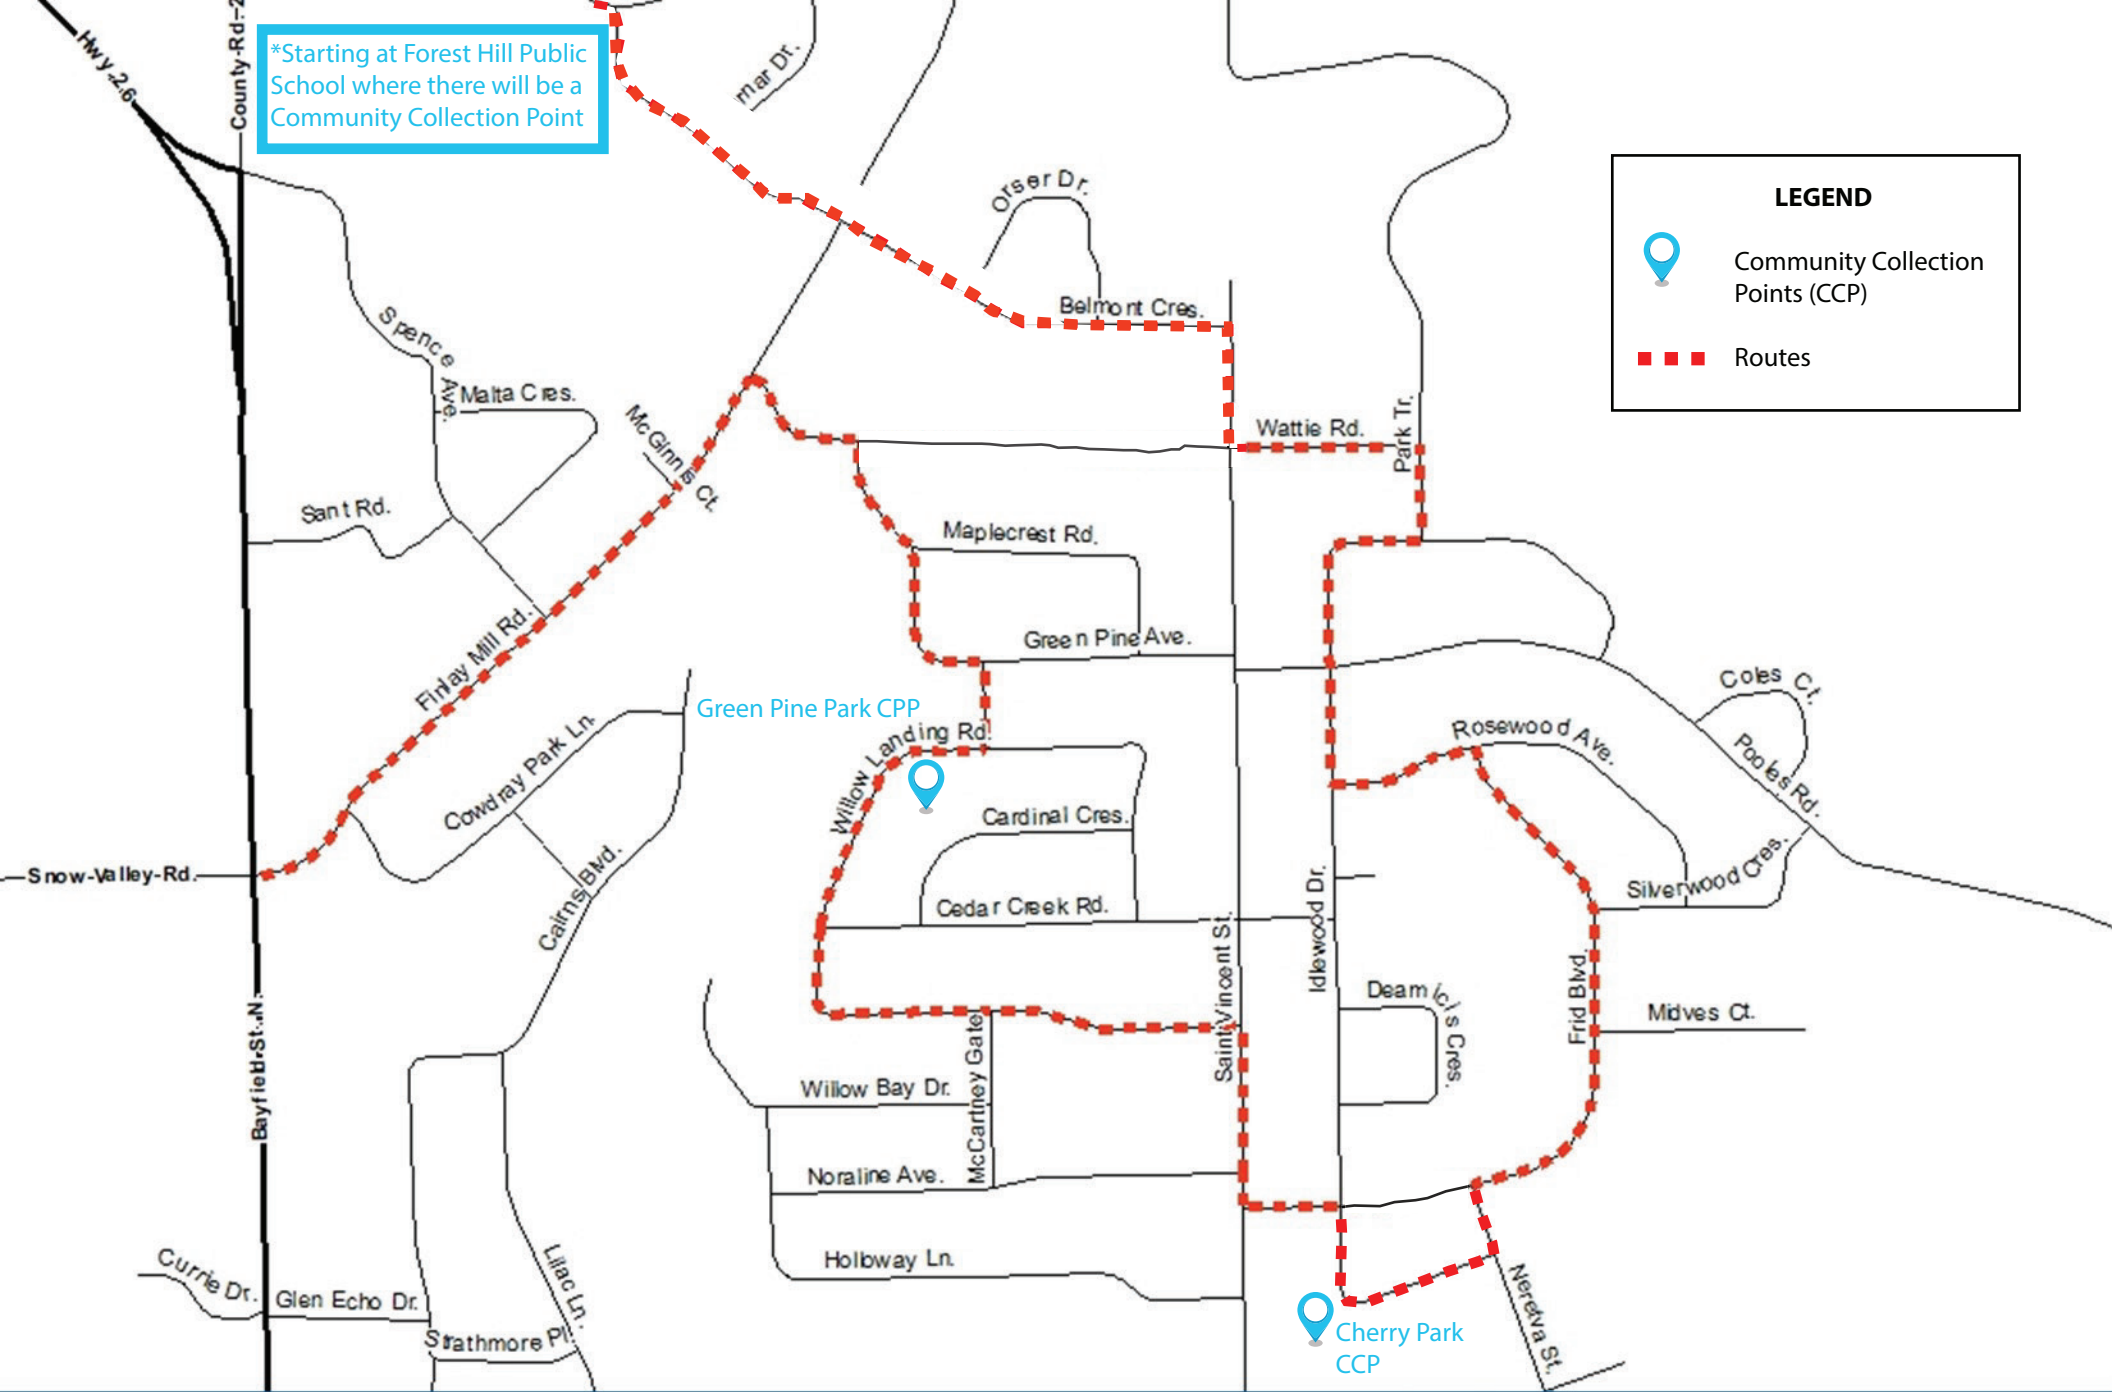 Hwy.26
County-Rd.-2
*Starting at Forest Hill Public
School where there will be a
Community Collection Point
mar Dr.
Orser Dr.
LEGEND
Community Collection
Points (CCP)
Routes
Spence Ave.
Belmont Cres.
Malta Cres.
McGinnis Ct.
Wattie Rd.
Park Tr.
Sant Rd.
Maplecrest Rd.
Green Pine Ave.
Finlay Mill Rd.
Green Pine Park CPP
Coles Ct.
Cowdray Park Ln.
Willow Landing Rd.
Rosewood Ave.
Pooles Rd.
Cardinal Cres.
Snow-Valley-Rd.
Cairns Blvd.
Cedar Creek Rd.
Silverwood Cres.
Idlewood Dr.
Saint Vincent St.
Deamicis Cres.
Frid Blvd.
Midves Ct.
Bayfield-St.-N.
McCartney Gate
Willow Bay Dr.
Noraline Ave.
Holloway Ln.
Currie Dr.
Glen Echo Dr.
Lilac Ln.
Strathmore Pl.
Neretva St.
Cherry Park
CCP